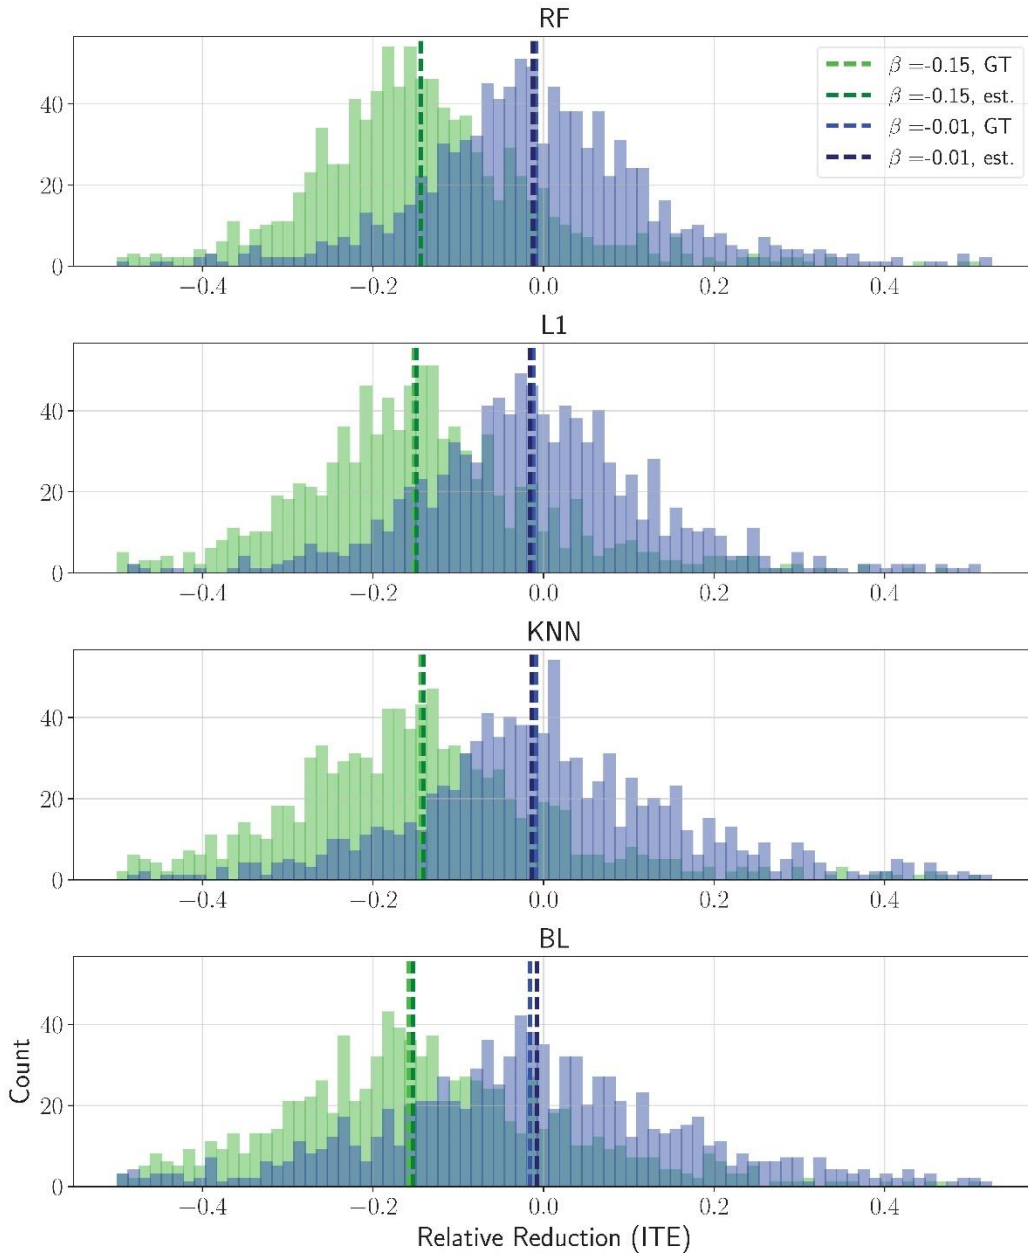 RF
β =-0.15, GT
β =-0.15, est.
β =-0.01, GT
β =-0.01, est.
40
20
0
−0.4 −0.2 0.0 0.2 0.4
L1
40
20
0
−0.4 −0.2 0.0 0.2 0.4
KNN
40
20
0
−0.4 −0.2 0.0 0.2 0.4
BL
Count
40
20
0
−0.4 −0.2 0.0 0.2 0.4
Relative Reduction (ITE)